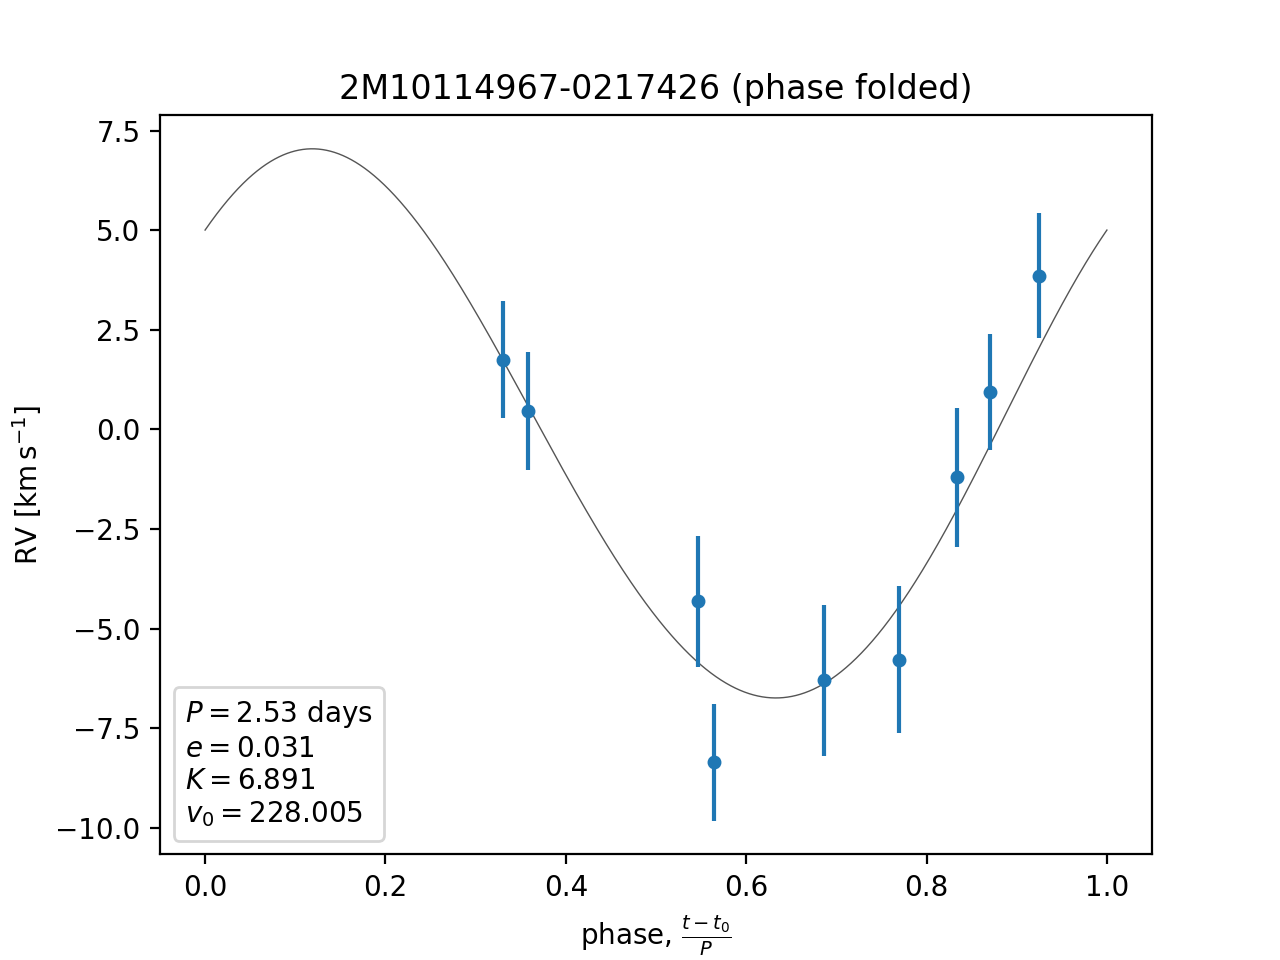 2M10114967-0217426 (phase folded)
RV [km s⁻¹]
7.5
5.0
2.5
0.0
−2.5
−5.0
−7.5
−10.0
P = 2.53 days
e = 0.031
K = 6.891
v₀ = 228.005
0.0 0.2 0.4 0.6 0.8 1.0
phase, (t − t₀)/P